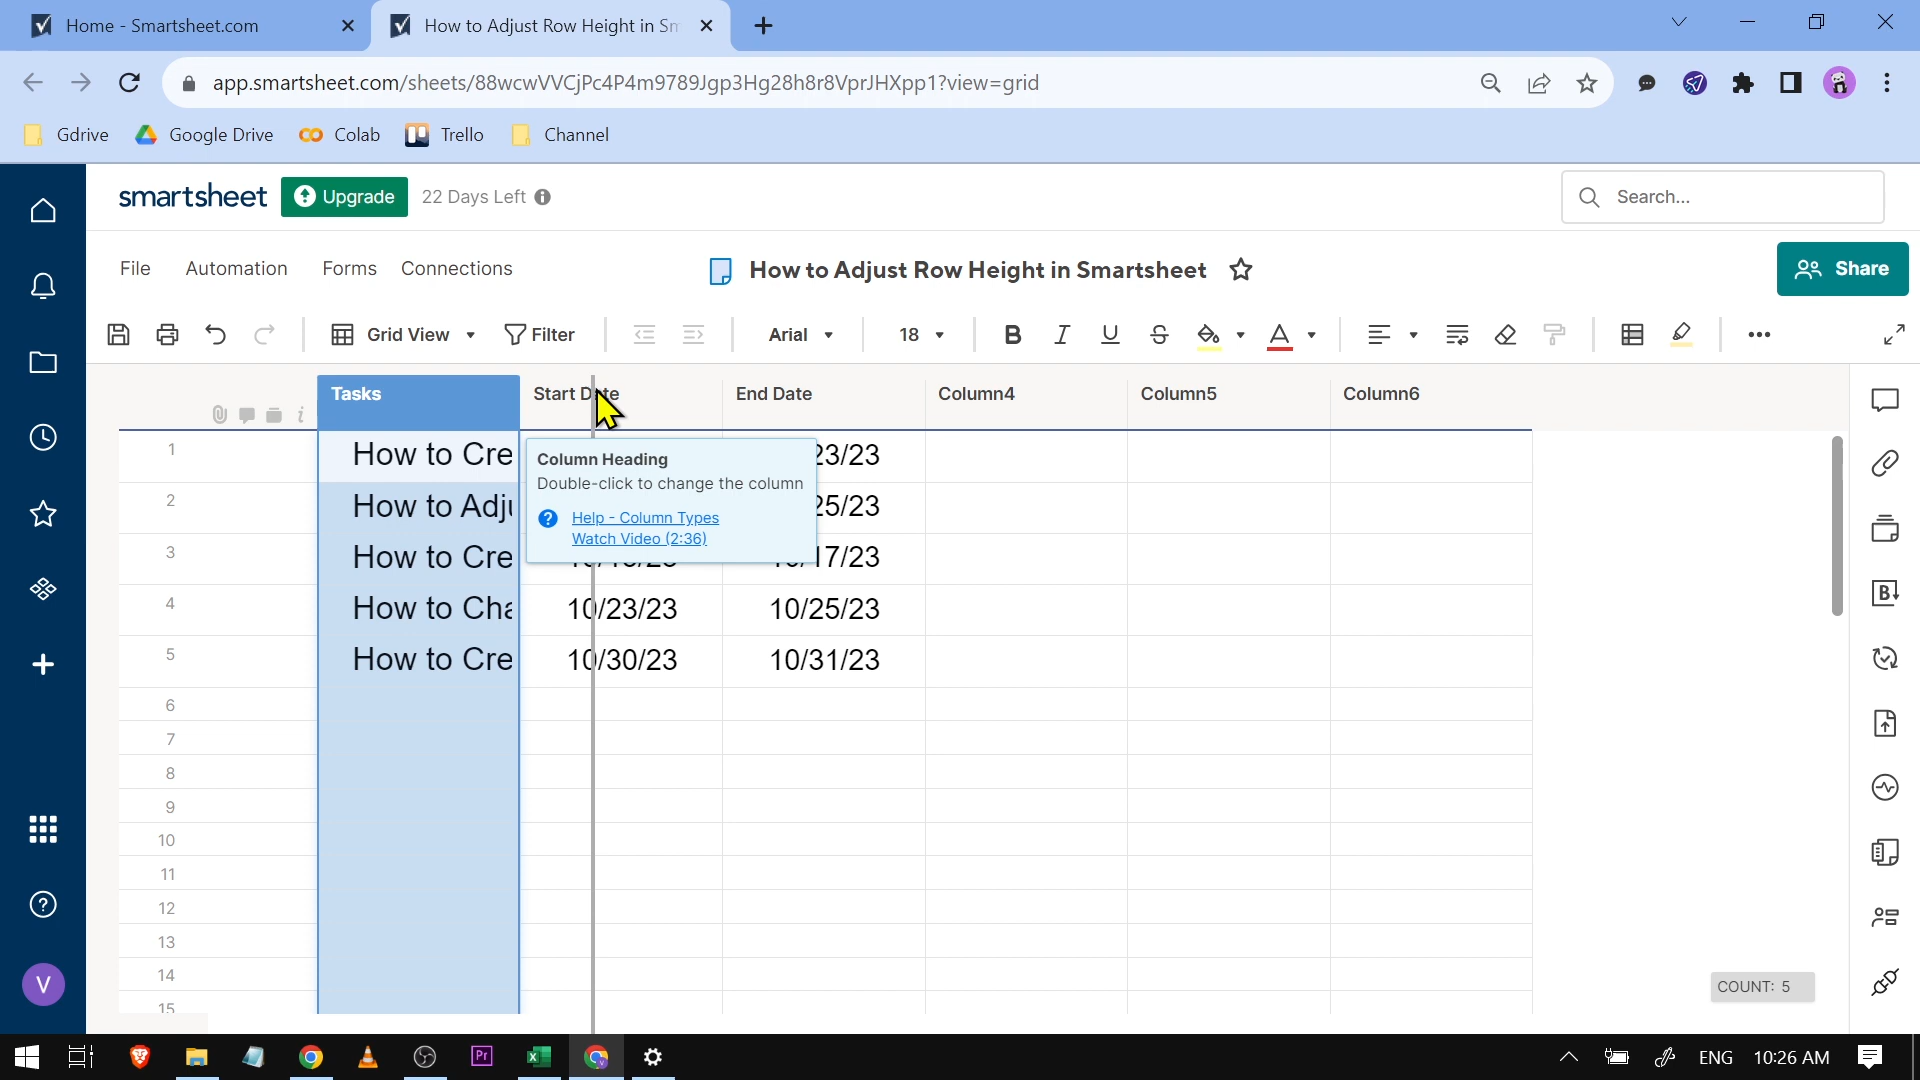 Home - Smartsheet.com
How to Adjust Row Height in Sm
app.smartsheet.com/sheets/88wcwVVCjPc4P4m9789Jgp3Hg28h8r8VprJHXpp1?view=grid
Gdrive Google Drive Colab Trello Channel
smartsheet Upgrade 22 Days Left Search...
File Automation Forms Connections How to Adjust Row Height in Smartsheet Share
Grid View Filter Arial 18 B I U S A
Tasks Start Date End Date Column4 Column5 Column6
1 How to Cre 23/23
Column Heading
Double-click to change the column
2 How to Adju 25/23
Help - Column Types
Watch Video (2:36)
3 How to Cre 17/23
4 How to Cha 10/23/23 10/25/23
5 How to Cre 10/30/23 10/31/23
6
7
8
9
10
11
12
13
14
15
COUNT: 5
V
Pr ENG 10:26 AM